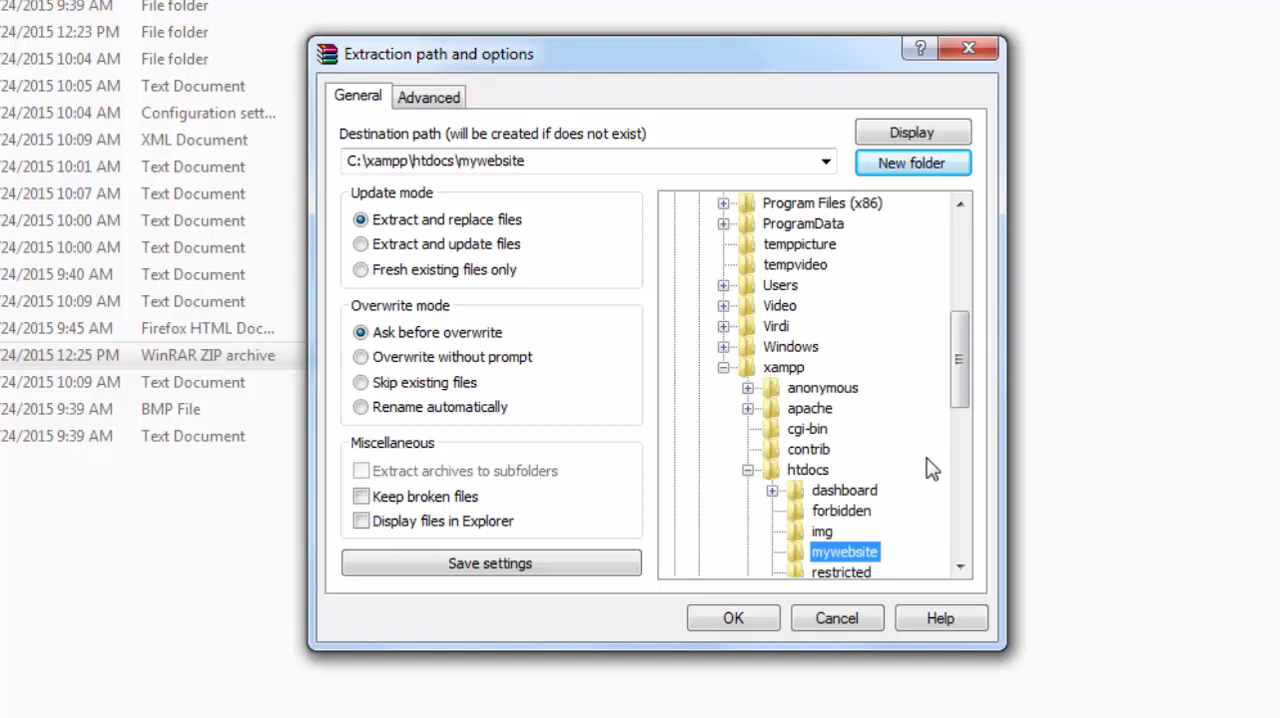 /24/2015 9:39 AM File folder
/24/2015 12:23 PM File folder
/24/2015 10:04 AM File folder
/24/2015 10:05 AM Text Document
/24/2015 10:04 AM Configuration sett...
/24/2015 10:09 AM XML Document
/24/2015 10:01 AM Text Document
/24/2015 10:07 AM Text Document
/24/2015 10:00 AM Text Document
/24/2015 10:00 AM Text Document
/24/2015 9:40 AM Text Document
/24/2015 10:09 AM Text Document
/24/2015 9:45 AM Firefox HTML Doc...
/24/2015 12:25 PM WinRAR ZIP archive
/24/2015 10:09 AM Text Document
/24/2015 9:39 AM BMP File
/24/2015 9:39 AM Text Document
Extraction path and options
General Advanced
Destination path (will be created if does not exist)
Display
C:\xampp\htdocs\mywebsite
New folder
Update mode
Extract and replace files
Extract and update files
Fresh existing files only
Overwrite mode
Ask before overwrite
Overwrite without prompt
Skip existing files
Rename automatically
Miscellaneous
Extract archives to subfolders
Keep broken files
Display files in Explorer
Save settings
Program Files (x86)
ProgramData
temppicture
tempvideo
Users
Video
Virdi
Windows
xampp
anonymous
apache
cgi-bin
contrib
htdocs
dashboard
forbidden
img
mywebsite
restricted
OK Cancel Help